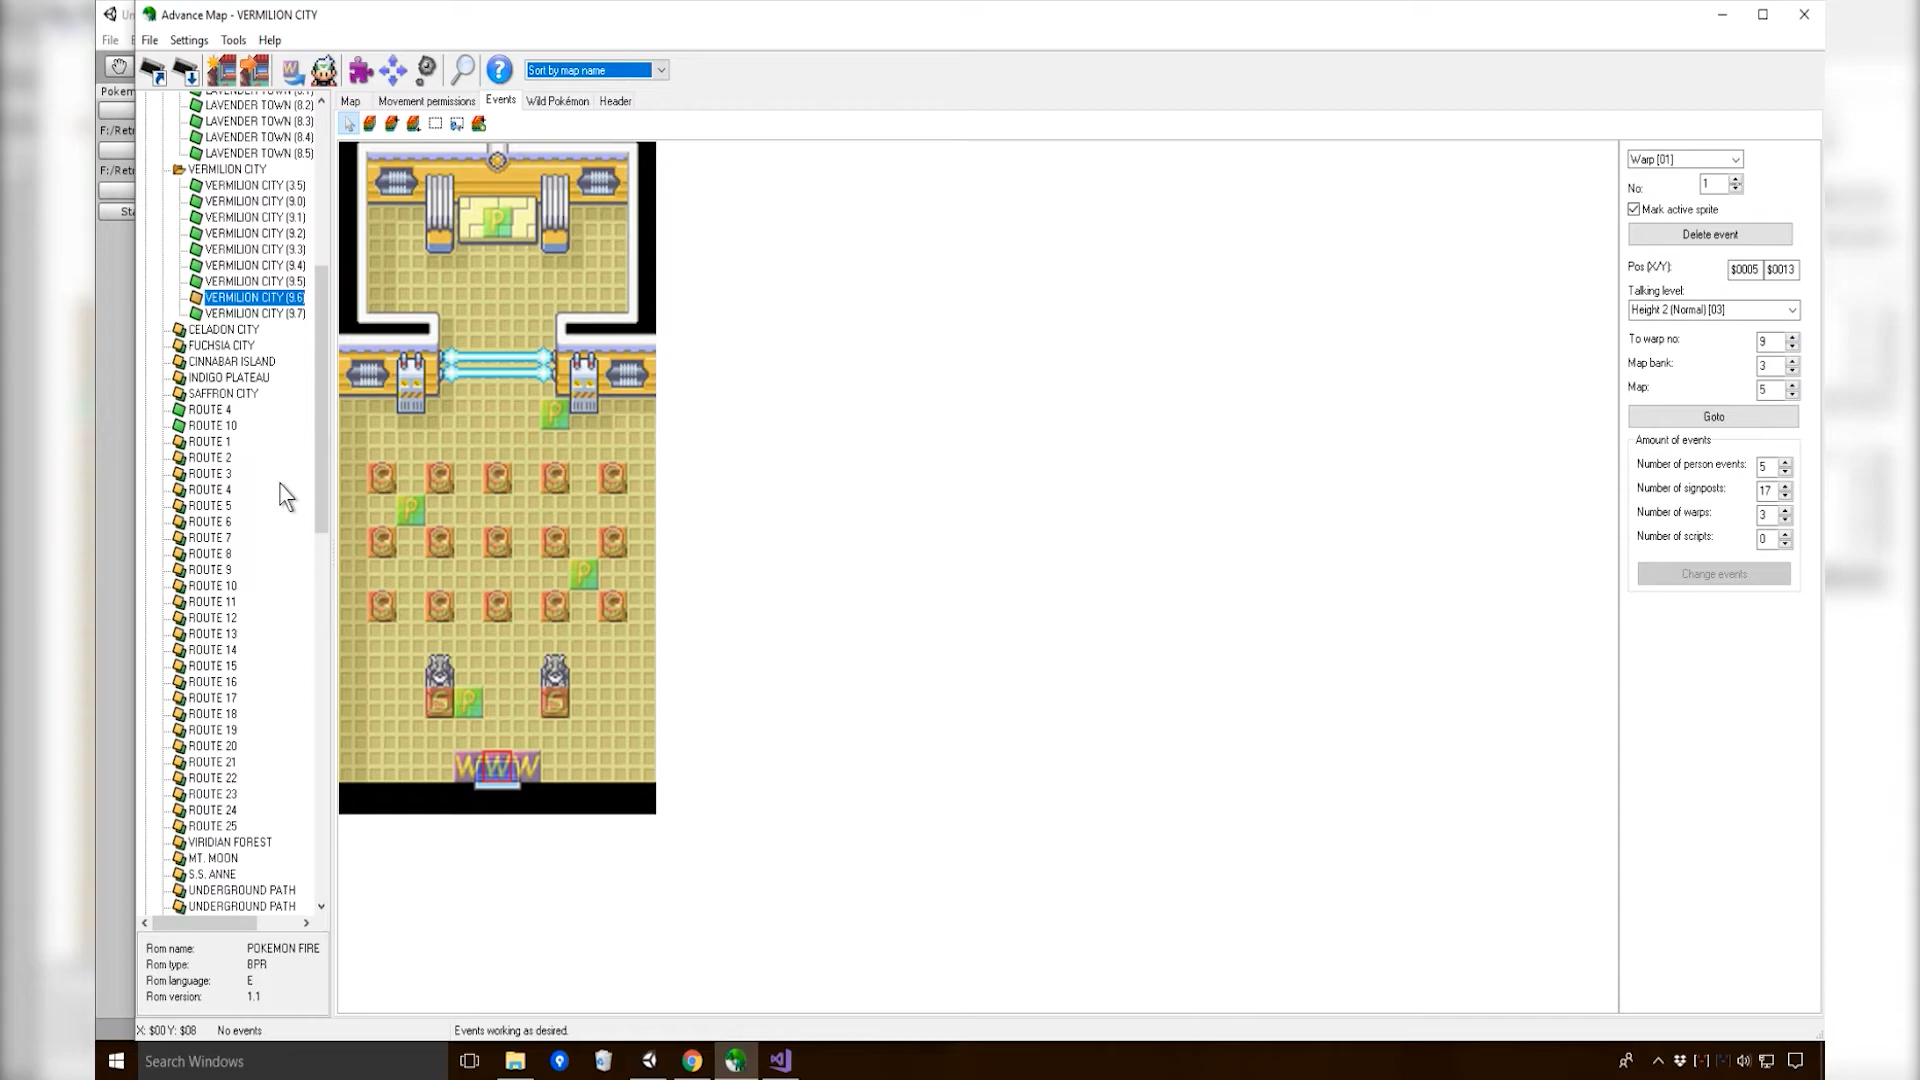 Un
Advance Map - VERMILION CITY
File
File
Settings
Tools
Help
Sort by map name
Pokem
F:/Retr
F:/Retr
Sta
Map
Movement permissions
Events
Wild Pokémon
Header
LAVENDER TOWN (8.1)
LAVENDER TOWN (8.2)
LAVENDER TOWN (8.3)
LAVENDER TOWN (8.4)
LAVENDER TOWN (8.5)
VERMILION CITY
VERMILION CITY (3.5)
VERMILION CITY (9.0)
VERMILION CITY (9.1)
VERMILION CITY (9.2)
VERMILION CITY (9.3)
VERMILION CITY (9.4)
VERMILION CITY (9.5)
VERMILION CITY (9.6)
VERMILION CITY (9.7)
CELADON CITY
FUCHSIA CITY
CINNABAR ISLAND
INDIGO PLATEAU
SAFFRON CITY
ROUTE 4
ROUTE 10
ROUTE 1
ROUTE 2
ROUTE 3
ROUTE 4
ROUTE 5
ROUTE 6
ROUTE 7
ROUTE 8
ROUTE 9
ROUTE 10
ROUTE 11
ROUTE 12
ROUTE 13
ROUTE 14
ROUTE 15
ROUTE 16
ROUTE 17
ROUTE 18
ROUTE 19
ROUTE 20
ROUTE 21
ROUTE 22
ROUTE 23
ROUTE 24
ROUTE 25
VIRIDIAN FOREST
MT. MOON
S.S. ANNE
UNDERGROUND PATH
UNDERGROUND PATH
Rom name: POKEMON FIRE
Rom type: BPR
Rom language: E
Rom version: 1.1
P
P
P
P
S P S
W W W
Warp [01]
No: 1
Mark active sprite
Delete event
Pos (X/Y): $0005 $0013
Talking level:
Height 2 (Normal) [03]
To warp no: 9
Map bank: 3
Map: 5
Goto
Amount of events
Number of person events: 5
Number of signposts: 17
Number of warps: 3
Number of scripts: 0
Change events
X: $00 Y: $08 No events
Events working as desired.
Search Windows